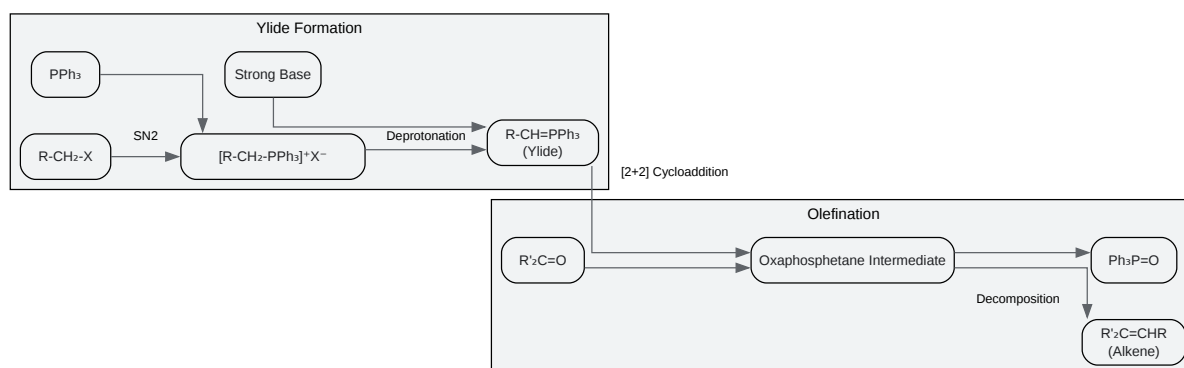 Ylide Formation
PPh₃
Strong Base
SN2
R-CH₂-X
[R-CH₂-PPh₃]⁺X⁻
Deprotonation
R-CH=PPh₃
(Ylide)
[2+2] Cycloaddition
Olefination
R'₂C=O
Oxaphosphetane Intermediate
Ph₃P=O
Decomposition
R'₂C=CHR
(Alkene)